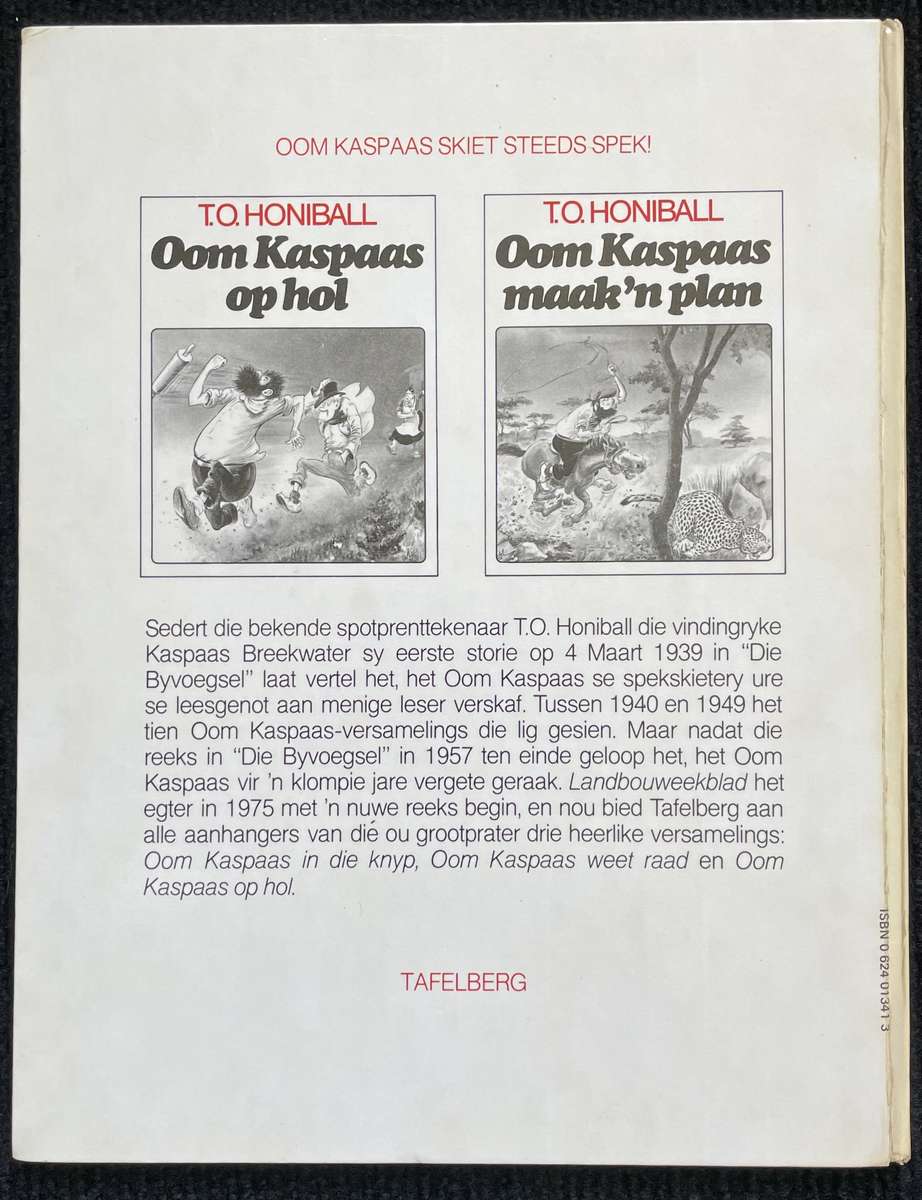 OOM KASPAAS SKIET STEEDS SPEK!
T.O. HONIBALL
Oom Kaspaas
op hol
T.O. HONIBALL
Oom Kaspaas
maak 'n plan
Sedert die bekende spotprenttekenaar T.O. Honiball die vindingryke
Kaspaas Breekwater sy eerste storie op 4 Maart 1939 in “Die
Byvoegsel” laat vertel het, het Oom Kaspaas se spekskietery ure
se leesgenot aan menige leser verskaf. Tussen 1940 en 1949 het
tien Oom Kaspaas-versamelings die lig gesien. Maar nadat die
reeks in “Die Byvoegsel” in 1957 ten einde geloop het, het Oom
Kaspaas vir ’n klompie jare vergete geraak. Landbouweekblad het
egter in 1975 met ’n nuwe reeks begin, en nou bied Tafelberg aan
alle aanhangers van dié ou grootprater drie heerlike versamelings:
Oom Kaspaas in die knyp, Oom Kaspaas weet raad en Oom
Kaspaas op hol.
TAFELBERG
ISBN 0 624 01341 3